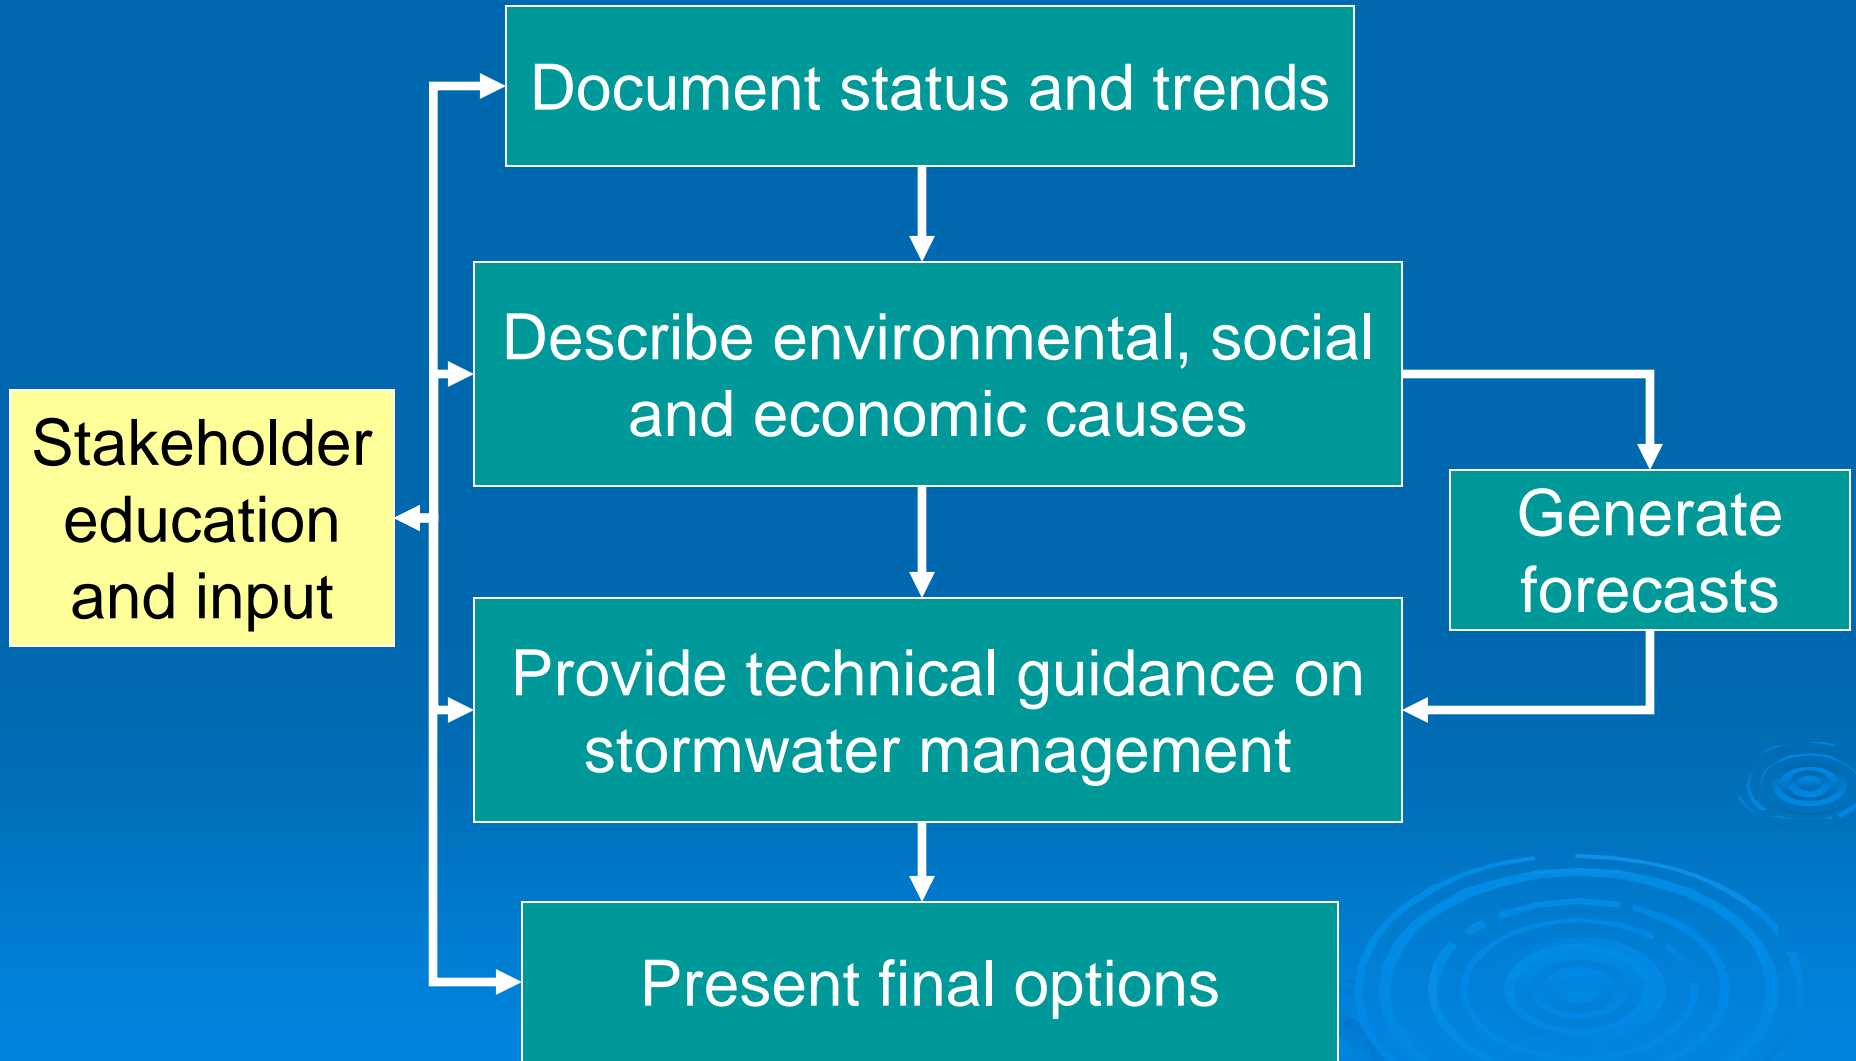 Document status and trends
Describe environmental, social
and economic causes
Stakeholder
education
and input
Generate
forecasts
Provide technical guidance on
stormwater management
Present final options